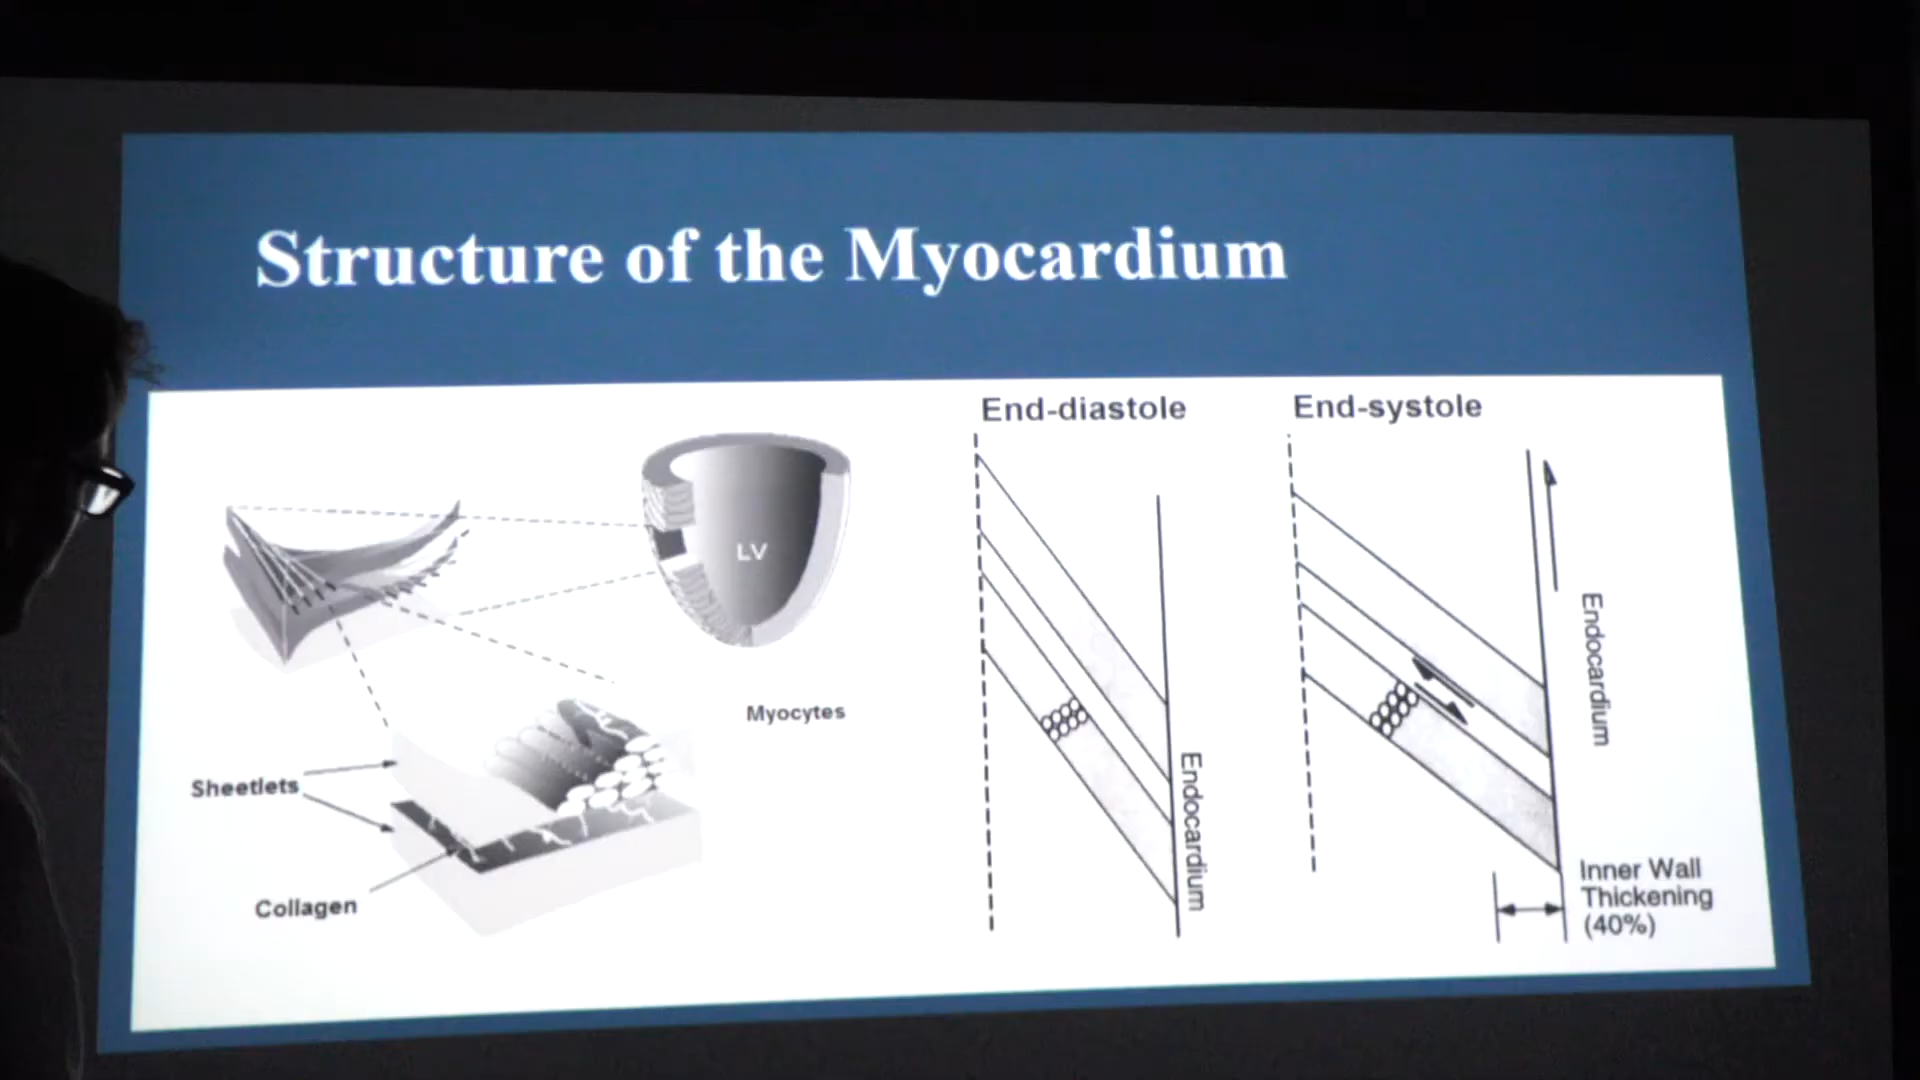 Structure of the Myocardium
End-diastole
End-systole
LV
Myocytes
Sheetlets
Collagen
Endocardium
Endocardium
Inner Wall
Thickening
(40%)